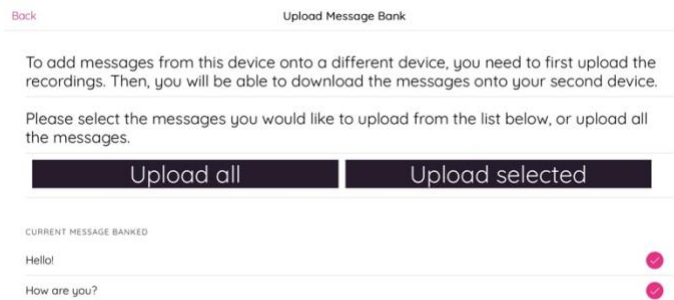 Back
Upload Message Bank
To add messages from this device onto a different device, you need to first upload the
recordings. Then, you will be able to download the messages onto your second device.
Please select the messages you would like to upload from the list below, or upload all
the messages.
Upload all
Upload selected
CURRENT MESSAGE BANKED
Hello!
How are you?